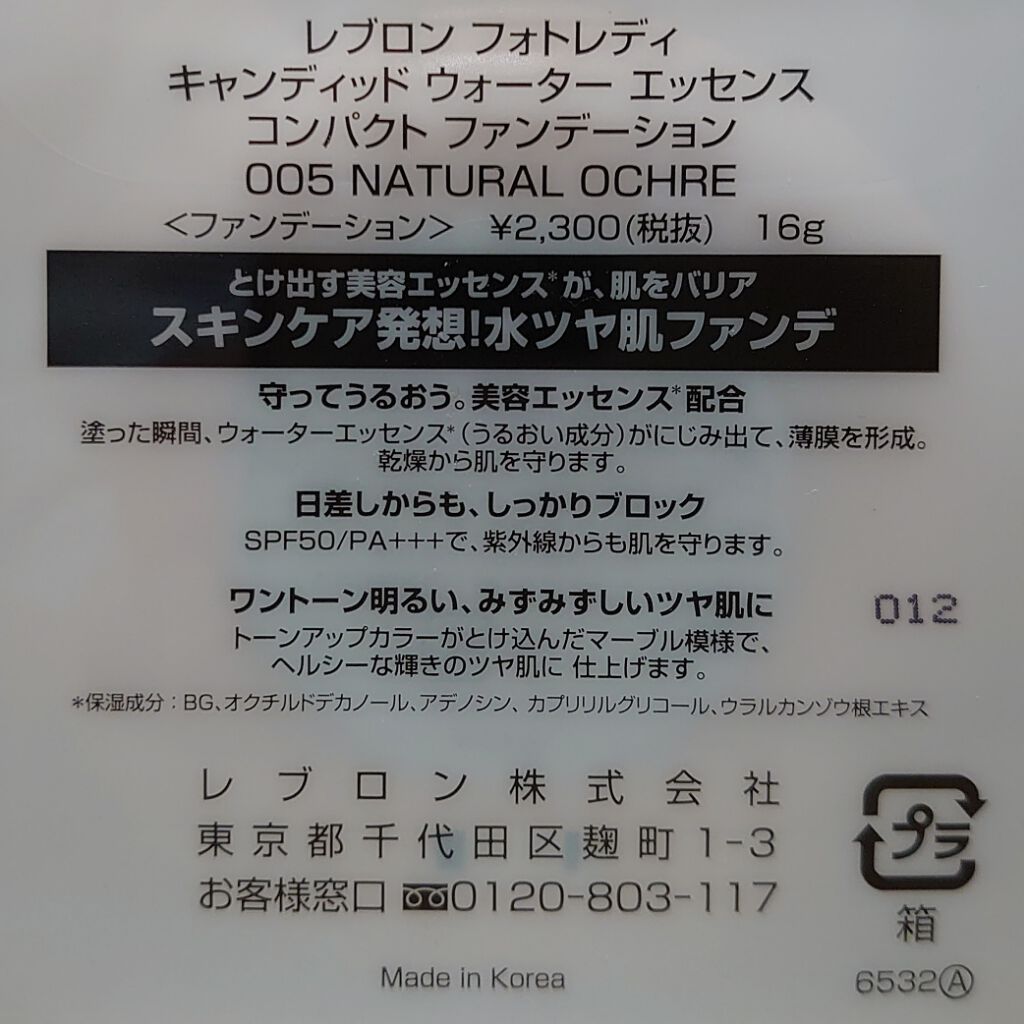 レブロン フォトレディ
キャンディッド ウォーター エッセンス
コンパクト ファンデーション
005 NATURAL OCHRE
<ファンデーション> ¥2,300(税抜) 16g
とけ出す美容エッセンス*が、肌をバリア
スキンケア発想!水ツヤ肌ファンデ
守ってうるおう。美容エッセンス*配合
塗った瞬間、ウォーターエッセンス*(うるおい成分)がにじみ出て、薄膜を形成。
乾燥から肌を守ります。
日差しからも、しっかりブロック
SPF50/PA+++で、紫外線からも肌を守ります。
ワントーン明るい、みずみずしいツヤ肌に
012
トーンアップカラーがとけ込んだマーブル模様で、
ヘルシーな輝きのツヤ肌に 仕上げます。
*保湿成分:BG、オクチルドデカノール、アデノシン、カプリリルグリコール、ウラルカンゾウ根エキス
レブロン株式会社
東京都千代田区麹町1-3
お客様窓口 0120-803-117
プラ
箱
Made in Korea
6532Ⓐ